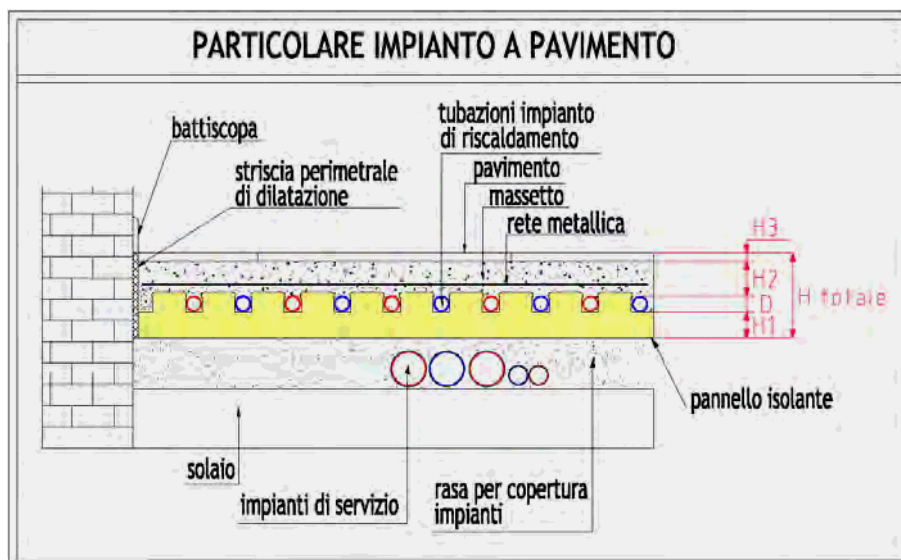 PARTICOLARE IMPIANTO A PAVIMENTO
battiscopa
striscia perimetrale
di dilatazione
tubazioni impianto
di riscaldamento
pavimento
massetto
rete metallica
H3
H2
D
H1
H totale
pannello isolante
solaio
impianti di servizio
rasa per copertura
impianti